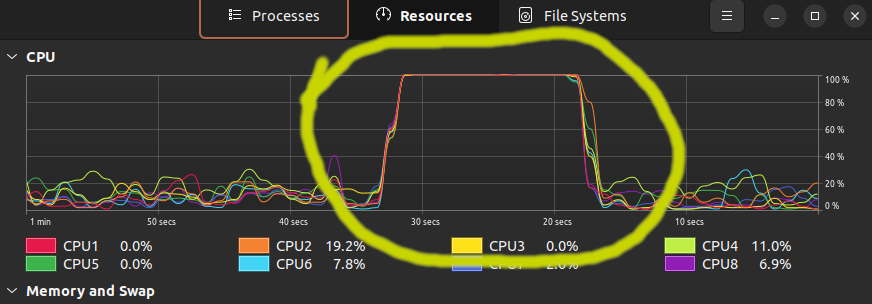 Processes Resources File Systems
CPU
100 %
80 %
60 %
40 %
20 %
0 %
1 min 50 secs 40 secs 30 secs 20 secs 10 secs
CPU1 0.0% CPU2 19.2% CPU3 0.0% CPU4 11.0%
CPU5 0.0% CPU6 7.8% 2.0% CPU8 6.9%
Memory and Swap